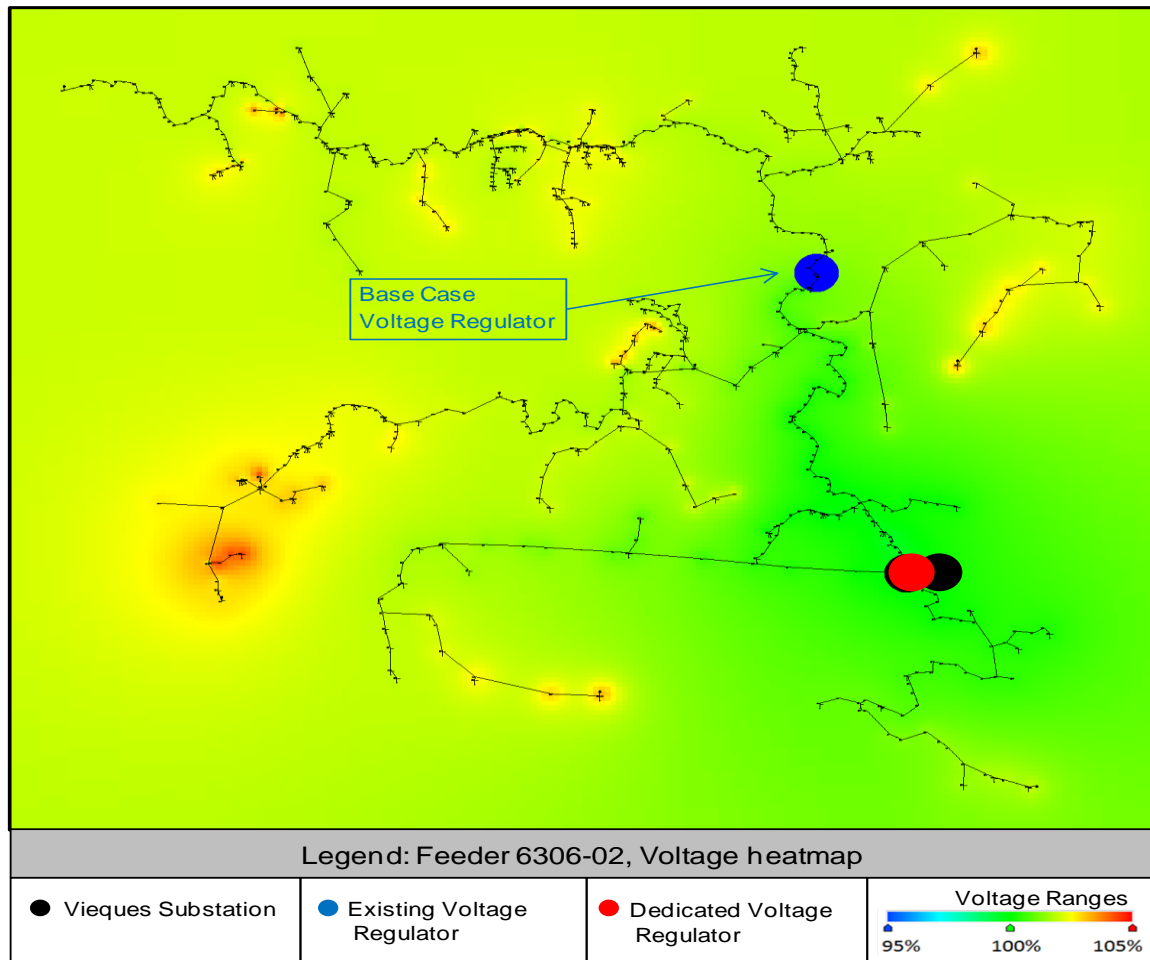 Base Case
Voltage Regulator
Legend: Feeder 6306-02, Voltage heatmap
Vieques Substation
Existing Voltage
Regulator
Dedicated Voltage
Regulator
Voltage Ranges
95%
100%
105%